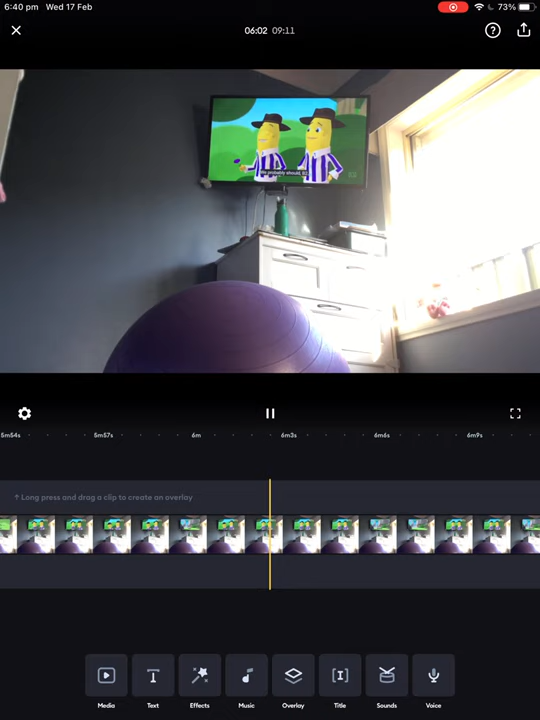 6:40 pm Wed 17 Feb
73%
06:02 09:11
We probably should, B2.
5m54s 5m57s 6m 6m3s 6m6s 6m9s
↑ Long press and drag a clip to create an overlay
Media Text Effects Music Overlay Title Sounds Voice